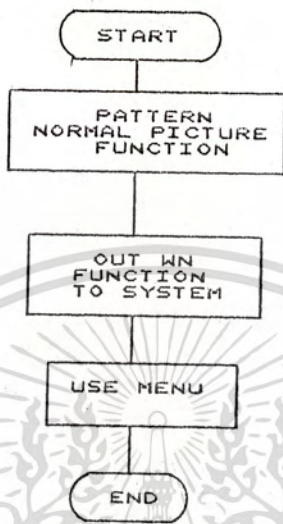 START
PATTERN
NORMAL PICTURE
FUNCTION
OUT WN
FUNCTION
TO SYSTEM
USE MENU
END